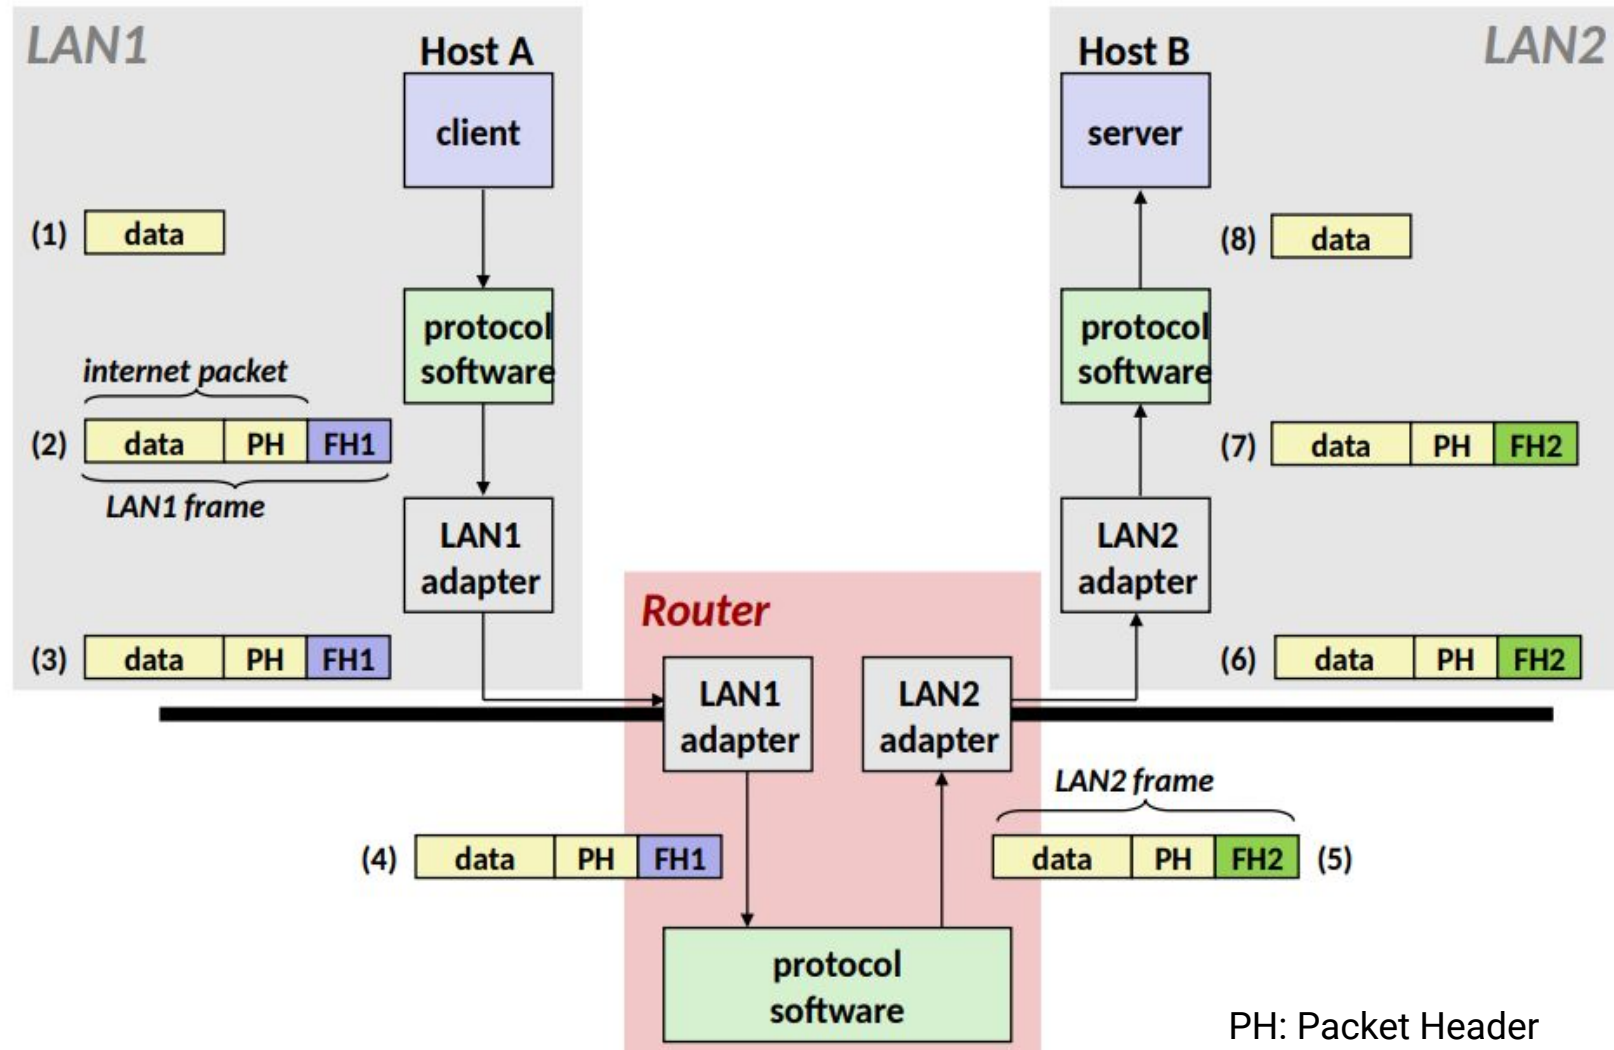 LAN1
Host A
client
(1) data
protocol
software
internet packet
(2) data PH FH1
LAN1 frame
LAN1
adapter
(3) data PH FH1
Router
LAN1
adapter
LAN2
adapter
(4) data PH FH1
protocol
software
LAN2 frame
data PH FH2 (5)
Host B
LAN2
server
(8) data
protocol
software
(7) data PH FH2
LAN2
adapter
(6) data PH FH2
PH: Packet Header